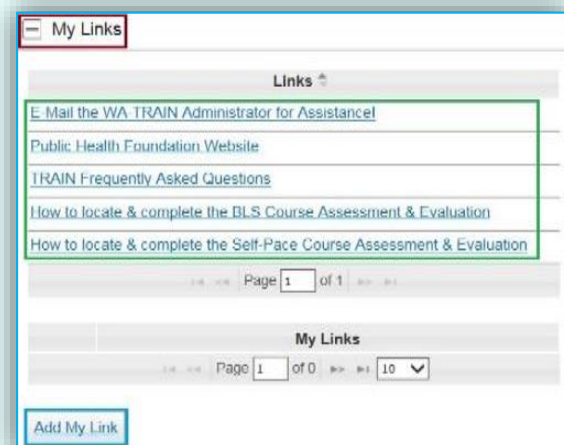 My Links
Links
E-Mail the WA TRAIN Administrator for Assistance!
Public Health Foundation Website
TRAIN Frequently Asked Questions
How to locate & complete the BLS Course Assessment & Evaluation
How to locate & complete the Self-Pace Course Assessment & Evaluation
Page 1 of 1
My Links
Page 1 of 0 10
Add My Link